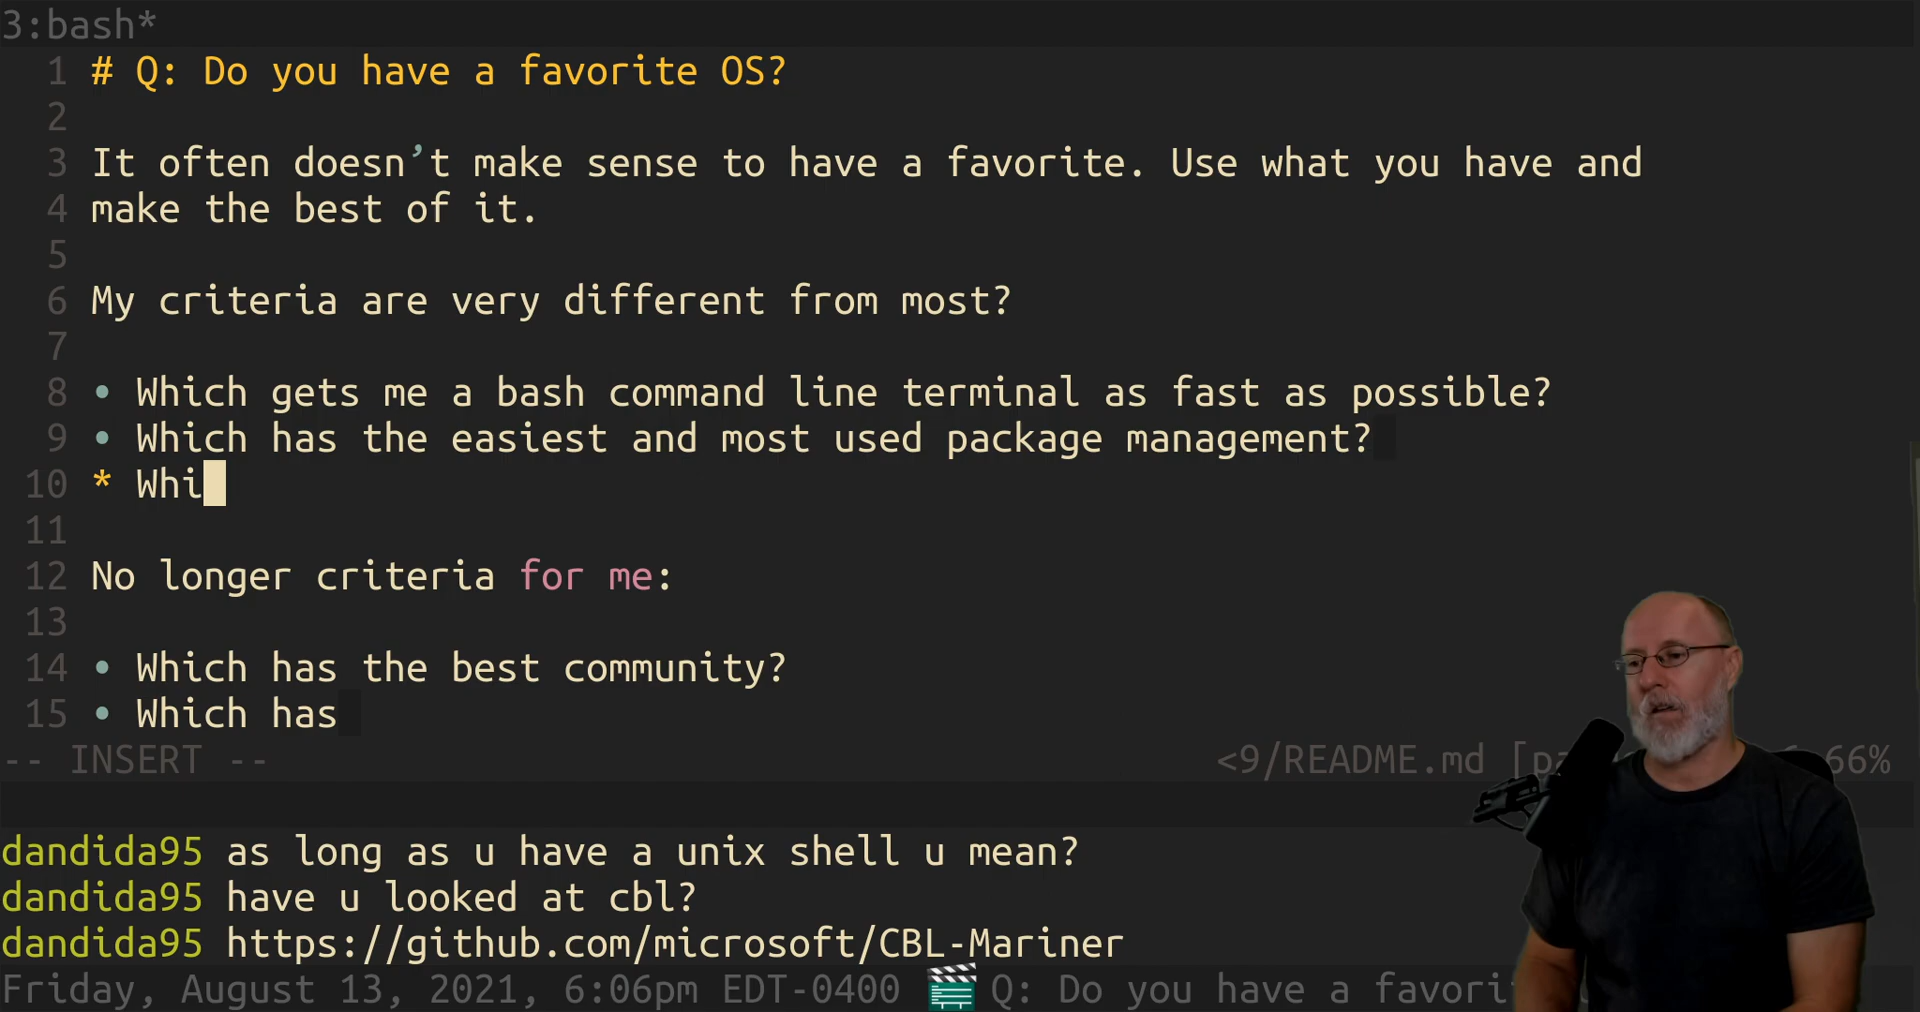 3:bash*
1 # Q: Do you have a favorite OS?
2
3 It often doesn’t make sense to have a favorite. Use what you have and
4 make the best of it.
5
6 My criteria are very different from most?
7
8 • Which gets me a bash command line terminal as fast as possible?
9 • Which has the easiest and most used package management?
10 * Whi
11
12 No longer criteria for me:
13
14 • Which has the best community?
15 • Which has
-- INSERT -- <9/README.md 66%
dandida95 as long as u have a unix shell u mean?
dandida95 have u looked at cbl?
dandida95 https://github.com/microsoft/CBL-Mariner
Friday, August 13, 2021, 6:06pm EDT-0400 🎬 Q: Do you have a